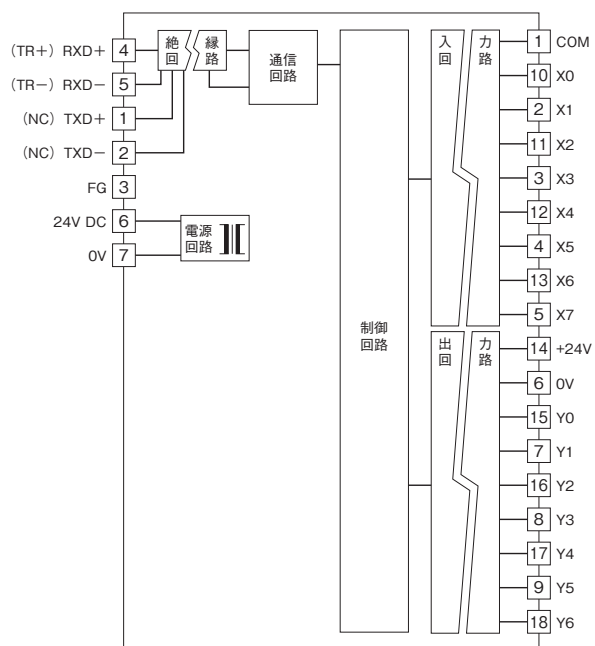 (TR+) RXD+ 4
(TR−) RXD− 5
(NC) TXD+ 1
(NC) TXD− 2
FG 3
24V DC 6
0V 7
絶縁
回路
通信
回路
電源
回路
制御
回路
入力
回路
出力
回路
1 COM
10 X0
2 X1
11 X2
3 X3
12 X4
4 X5
13 X6
5 X7
14 +24V
6 0V
15 Y0
7 Y1
16 Y2
8 Y3
17 Y4
9 Y5
18 Y6